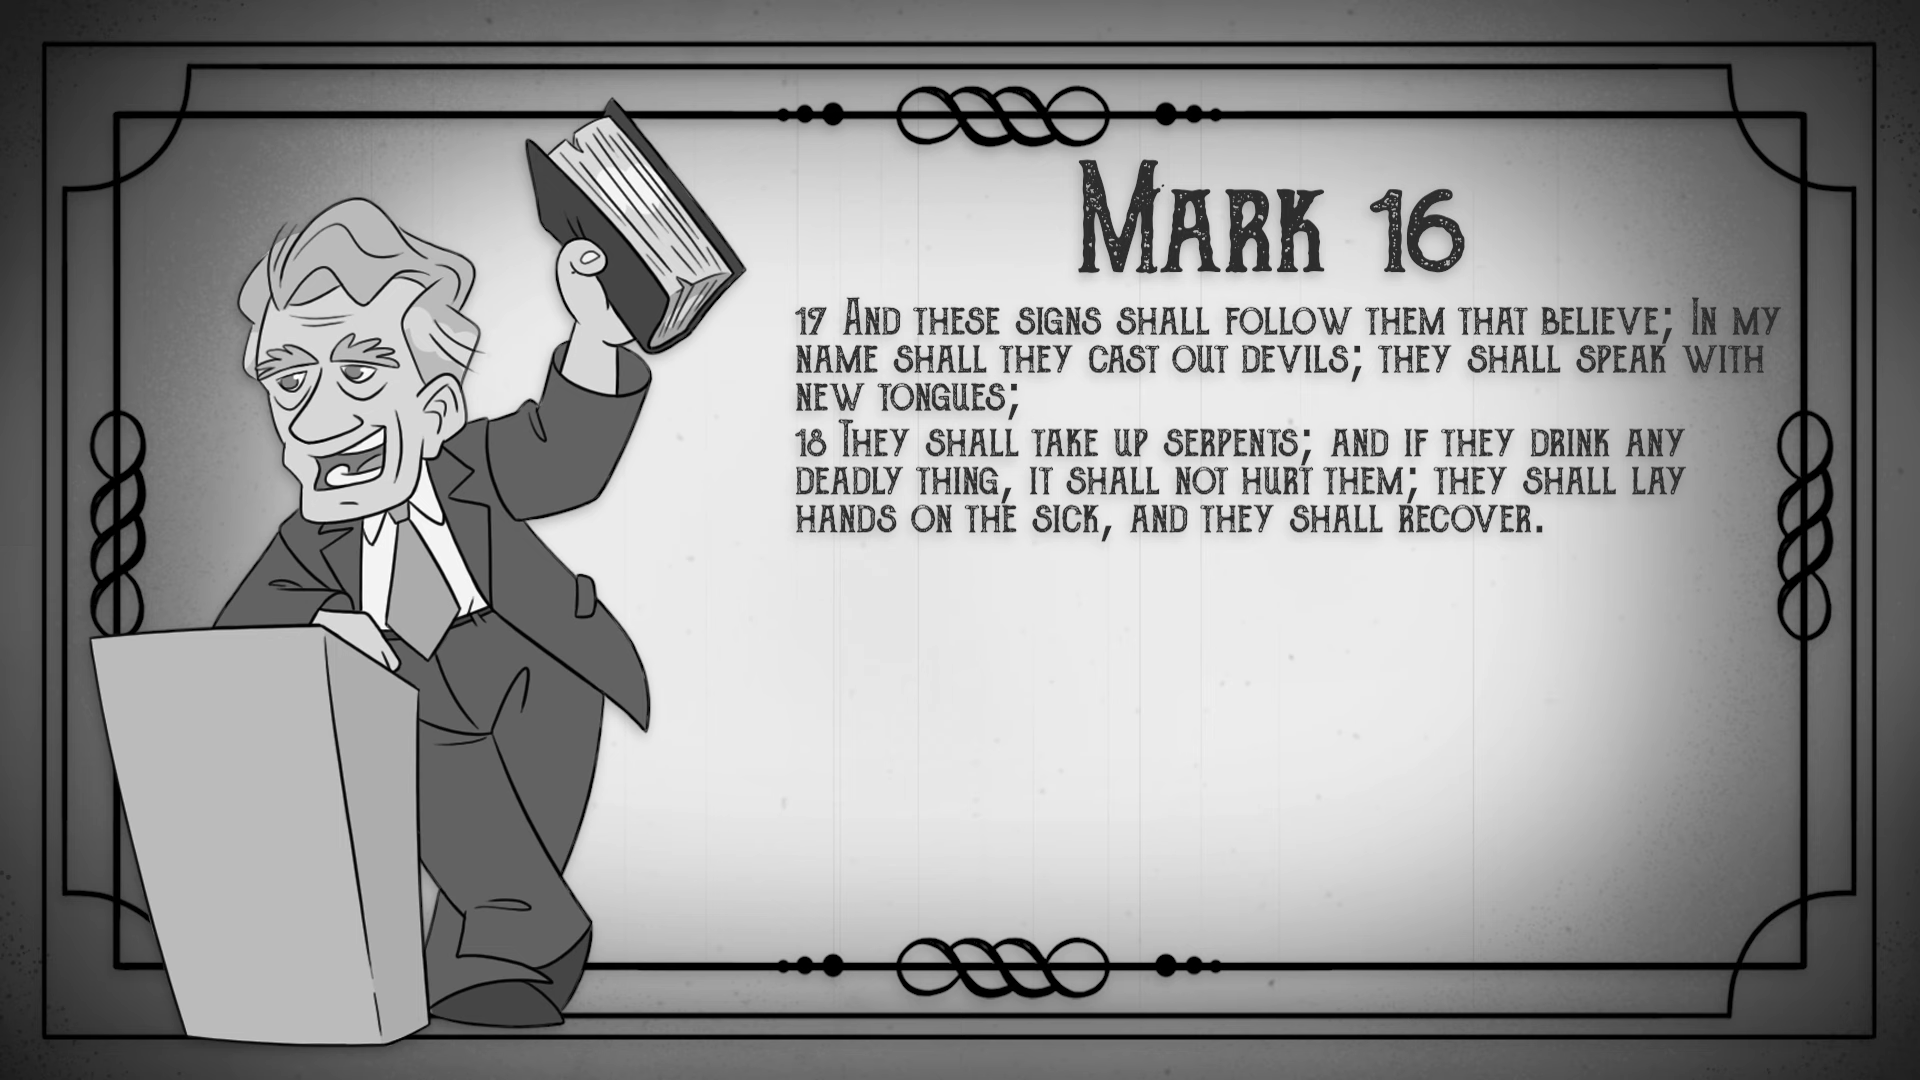 Mark 16
17 And these signs shall follow them that believe; In my
name shall they cast out devils; they shall speak with
new tongues;
18 They shall take up serpents; and if they drink any
deadly thing, it shall not hurt them; they shall lay
hands on the sick, and they shall recover.